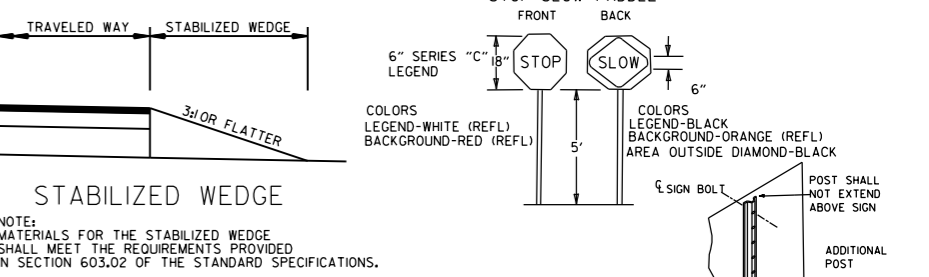 STOP SLOW PADDLE
FRONT
BACK
TRAVELED WAY
STABILIZED WEDGE
6" SERIES "C"
LEGEND
18"
STOP
SLOW
6"
3:1 OR FLATTER
COLORS
LEGEND-WHITE (REFL)
BACKGROUND-RED (REFL)
5'
COLORS
LEGEND-BLACK
BACKGROUND-ORANGE (REFL)
AREA OUTSIDE DIAMOND-BLACK
STABILIZED WEDGE
NOTE:
MATERIALS FOR THE STABILIZED WEDGE
SHALL MEET THE REQUIREMENTS PROVIDED
IN SECTION 603.02 OF THE STANDARD SPECIFICATIONS.
℄ SIGN BOLT
POST SHALL
NOT EXTEND
ABOVE SIGN
ADDITIONAL
POST